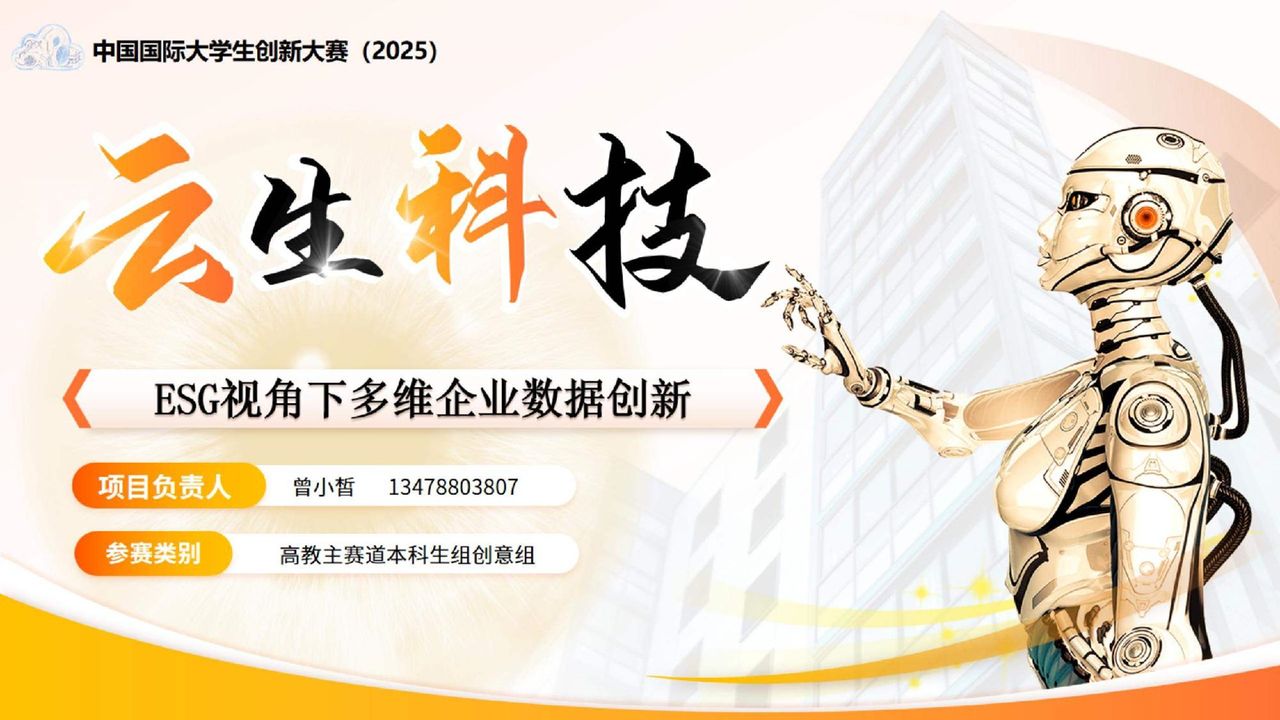 中国国际大学生创新大赛（2025）
云生科技
ESG视角下多维企业数据创新
项目负责人 曾小皙 13478803807
参赛类别 高教主赛道本科生组创意组